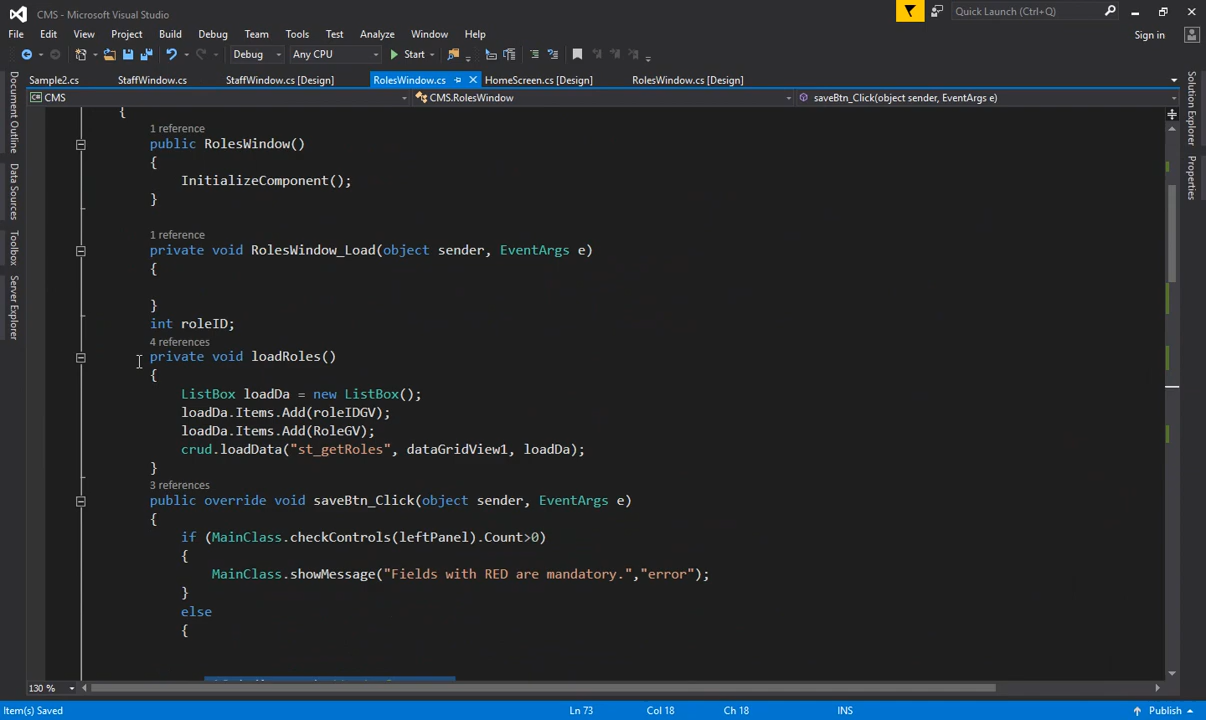 CMS - Microsoft Visual Studio
Quick Launch (Ctrl+Q)
File Edit View Project Build Debug Team Tools Test Analyze Window Help
Sign in
Debug Any CPU Start
Sample2.cs StaffWindow.cs StaffWindow.cs [Design] RolesWindow.cs HomeScreen.cs [Design] RolesWindow.cs [Design]
CMS CMS.RolesWindow saveBtn_Click(object sender, EventArgs e)
Document Outline
Data Sources
Toolbox
Server Explorer
Solution Explorer
Properties
{
1 reference
public RolesWindow()
{
InitializeComponent();
}
1 reference
private void RolesWindow_Load(object sender, EventArgs e)
{
}
int roleID;
4 references
private void loadRoles()
{
ListBox loadDa = new ListBox();
loadDa.Items.Add(roleIDGV);
loadDa.Items.Add(RoleGV);
crud.loadData("st_getRoles", dataGridView1, loadDa);
}
3 references
public override void saveBtn_Click(object sender, EventArgs e)
{
if (MainClass.checkControls(leftPanel).Count>0)
{
MainClass.showMessage("Fields with RED are mandatory.","error");
}
else
{
130 %
Item(s) Saved Ln 73 Col 18 Ch 18 INS Publish